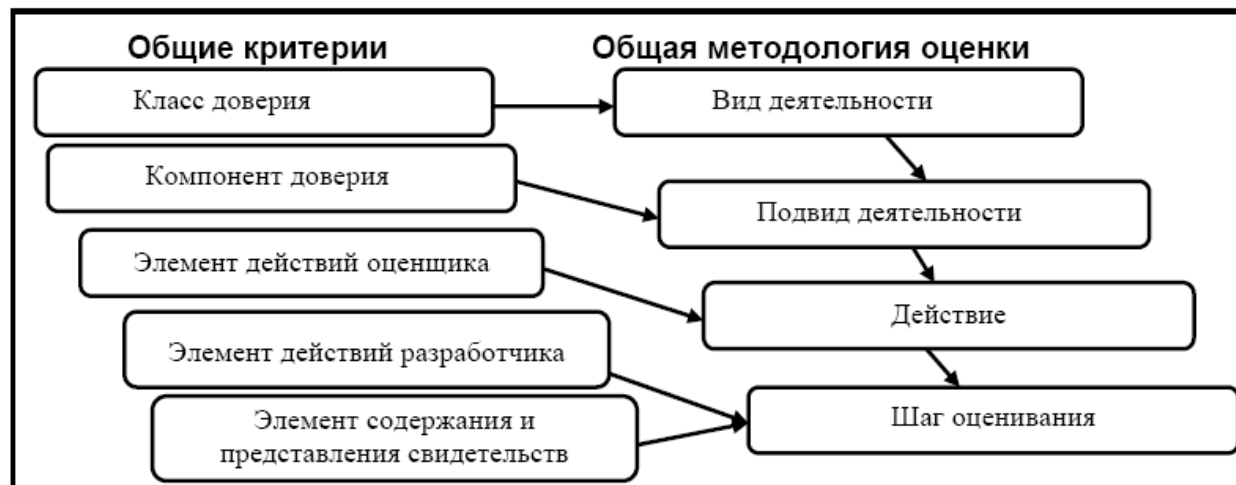 Общие критерии
Общая методология оценки
Класс доверия
Вид деятельности
Компонент доверия
Подвид деятельности
Элемент действий оценщика
Действие
Элемент действий разработчика
Элемент содержания и
представления свидетельств
Шаг оценивания